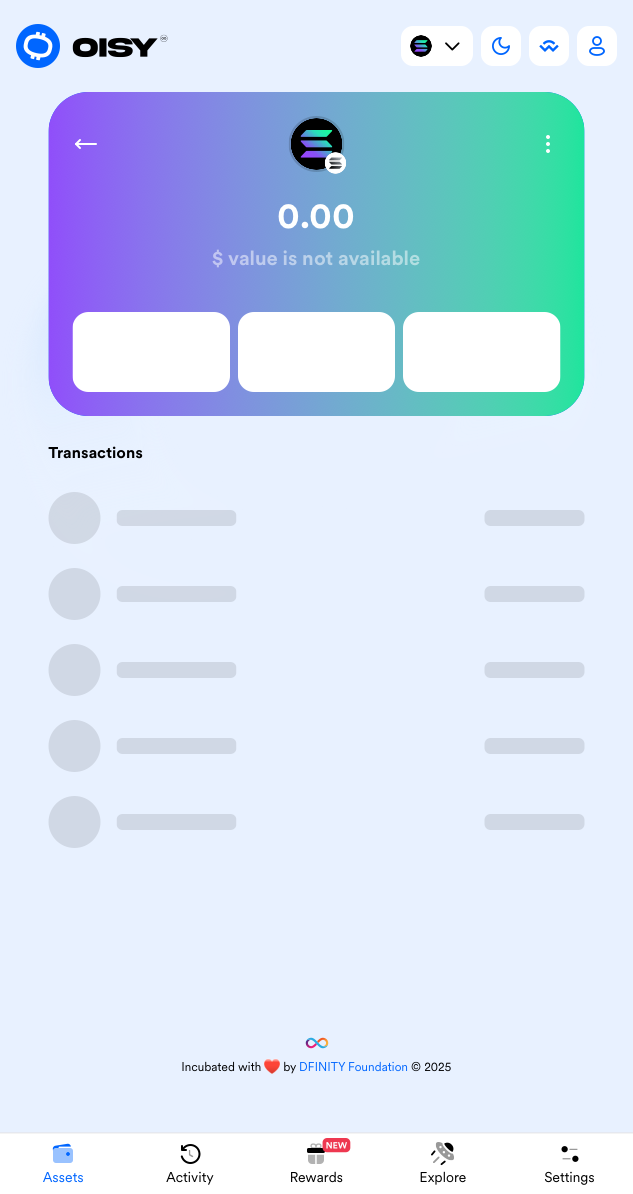 OISY
0.00
$ value is not available
Transactions
Incubated with ❤️ by DFINITY Foundation © 2025
NEW
Assets
Activity
Rewards
Explore
Settings